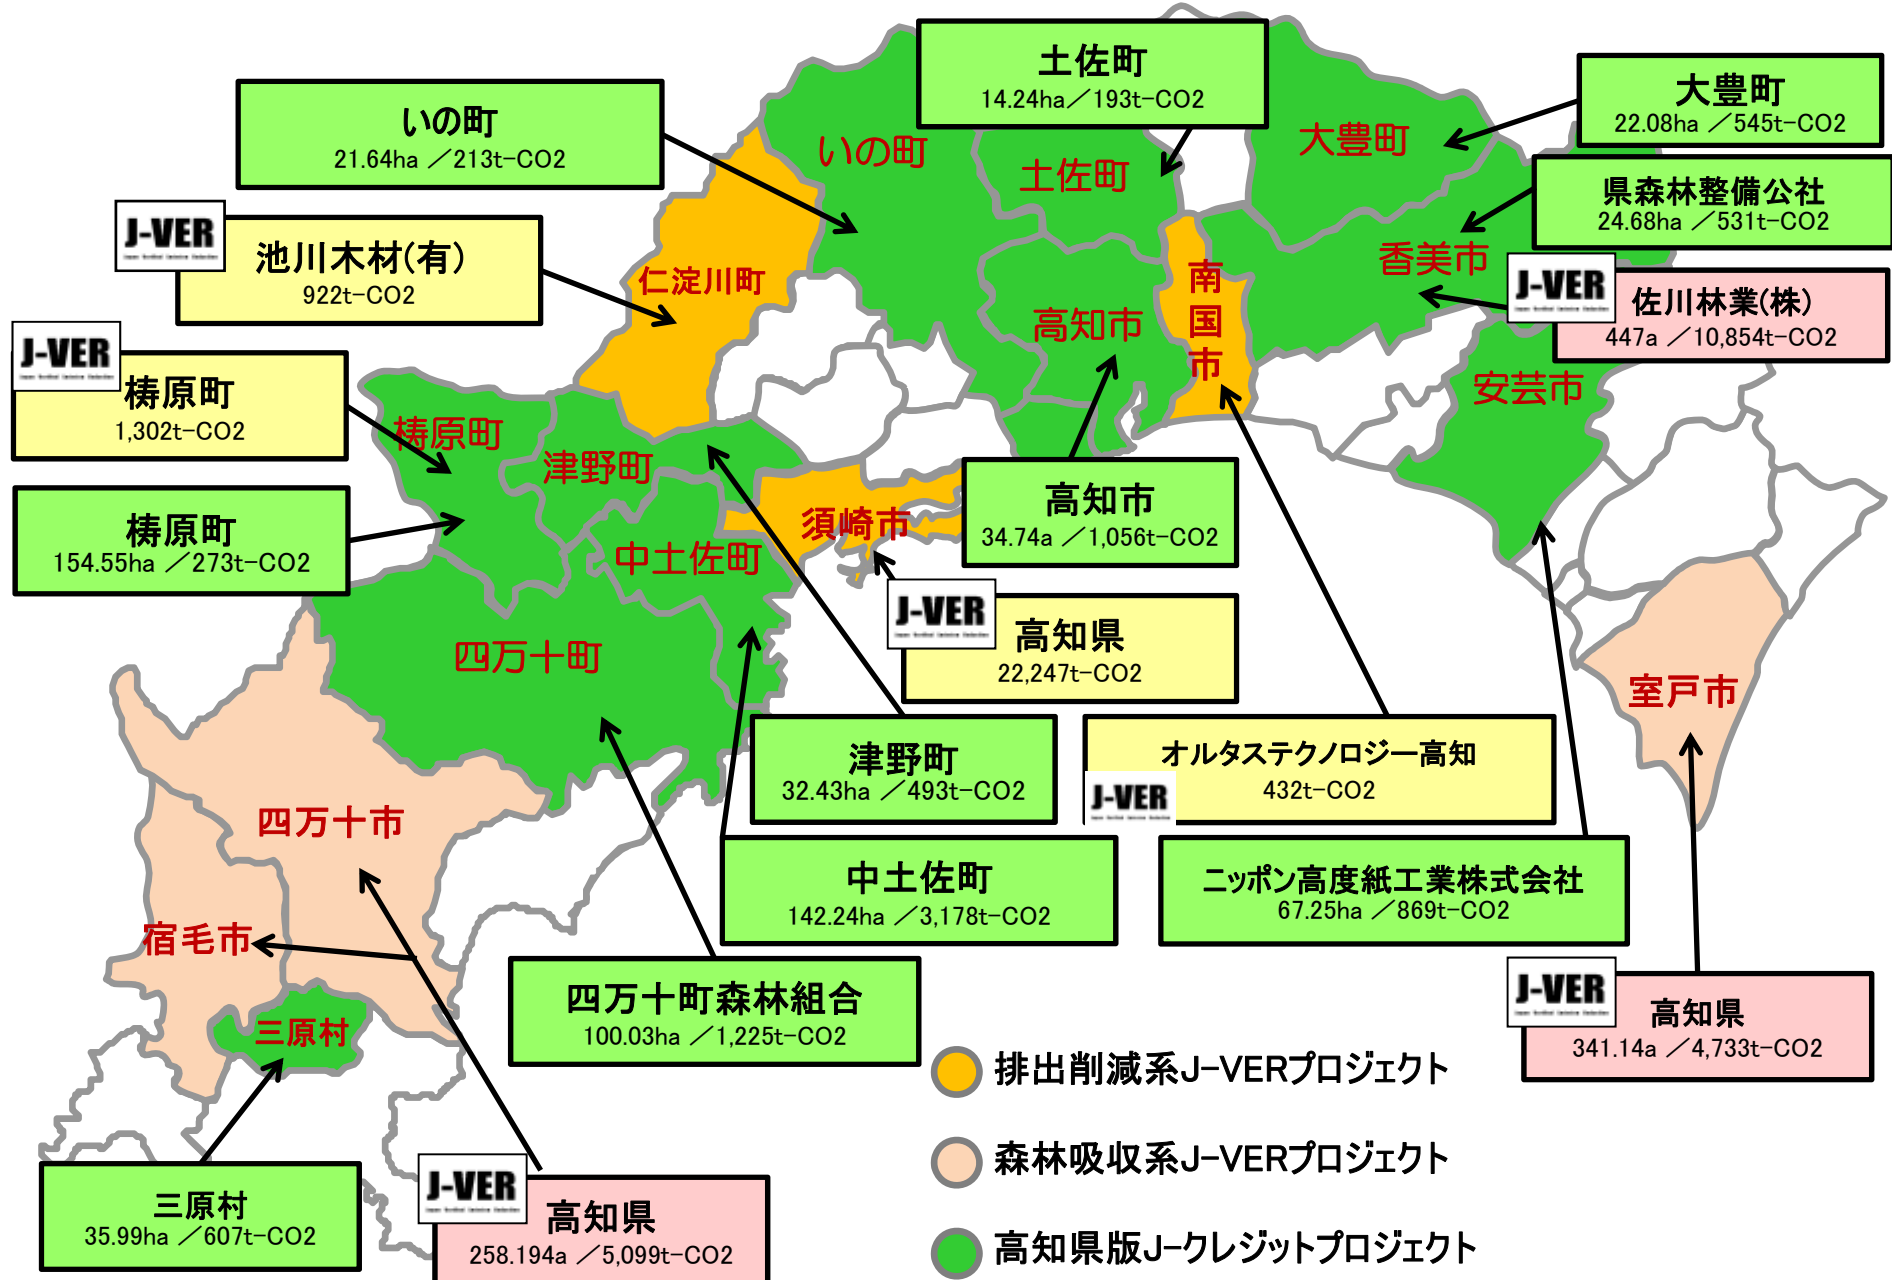 土佐町
14.24ha／193t-CO2
大豊町
22.08ha ／545t-CO2
いの町
21.64ha ／213t-CO2
県森林整備公社
24.68ha ／531t-CO2
J-VER
池川木材(有)
922t-CO2
J-VER
佐川林業(株)
447a ／10,854t-CO2
J-VER
梼原町
1,302t-CO2
梼原町
154.55ha ／273t-CO2
高知市
34.74a ／1,056t-CO2
J-VER
高知県
22,247t-CO2
津野町
32.43ha ／493t-CO2
オルタステクノロジー高知
432t-CO2
J-VER
中土佐町
142.24ha ／3,178t-CO2
ニッポン高度紙工業株式会社
67.25ha ／869t-CO2
四万十町森林組合
100.03ha ／1,225t-CO2
J-VER
高知県
341.14a ／4,733t-CO2
三原村
35.99ha ／607t-CO2
J-VER
高知県
258.194a ／5,099t-CO2
いの町
土佐町
大豊町
仁淀川町
南国市
香美市
高知市
安芸市
梼原町
津野町
須崎市
中土佐町
四万十町
室戸市
四万十市
宿毛市
三原村
排出削減系J-VERプロジェクト
森林吸収系J-VERプロジェクト
高知県版J-クレジットプロジェクト